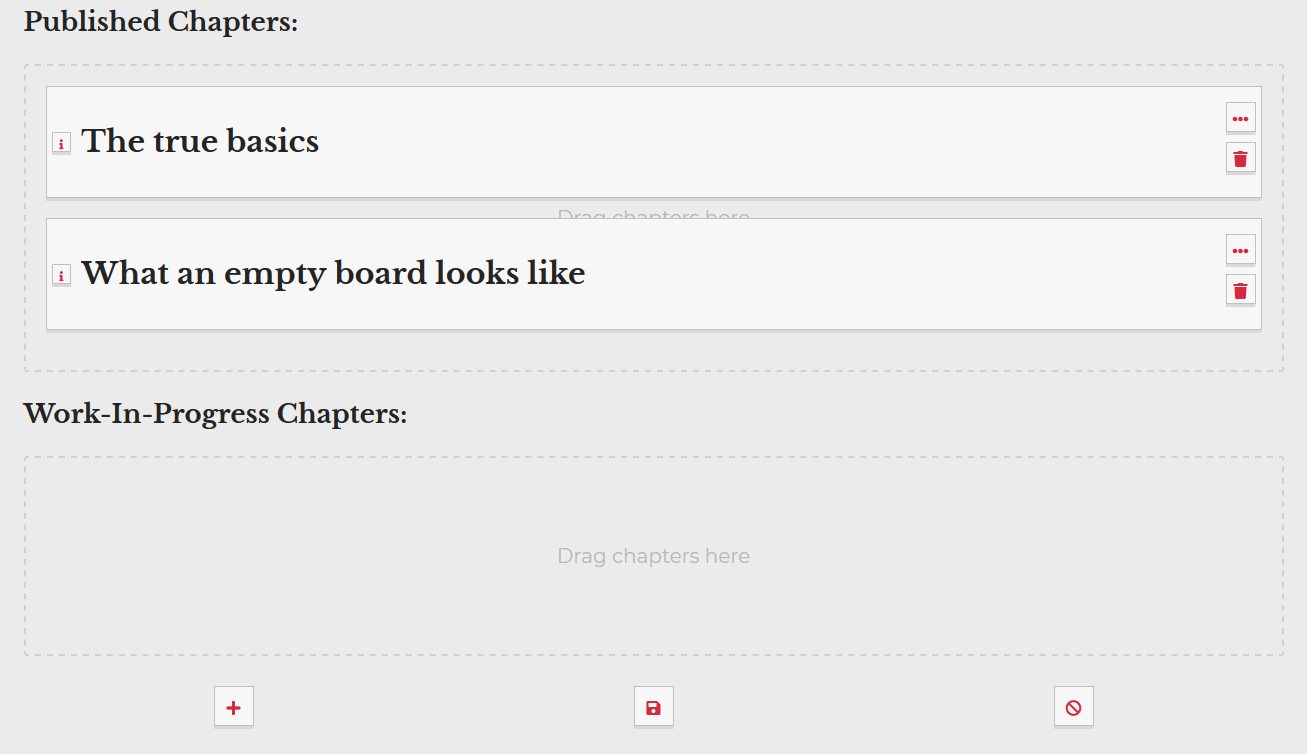 Published Chapters:
i The true basics
Drag chapters here
i What an empty board looks like
Work-In-Progress Chapters:
Drag chapters here